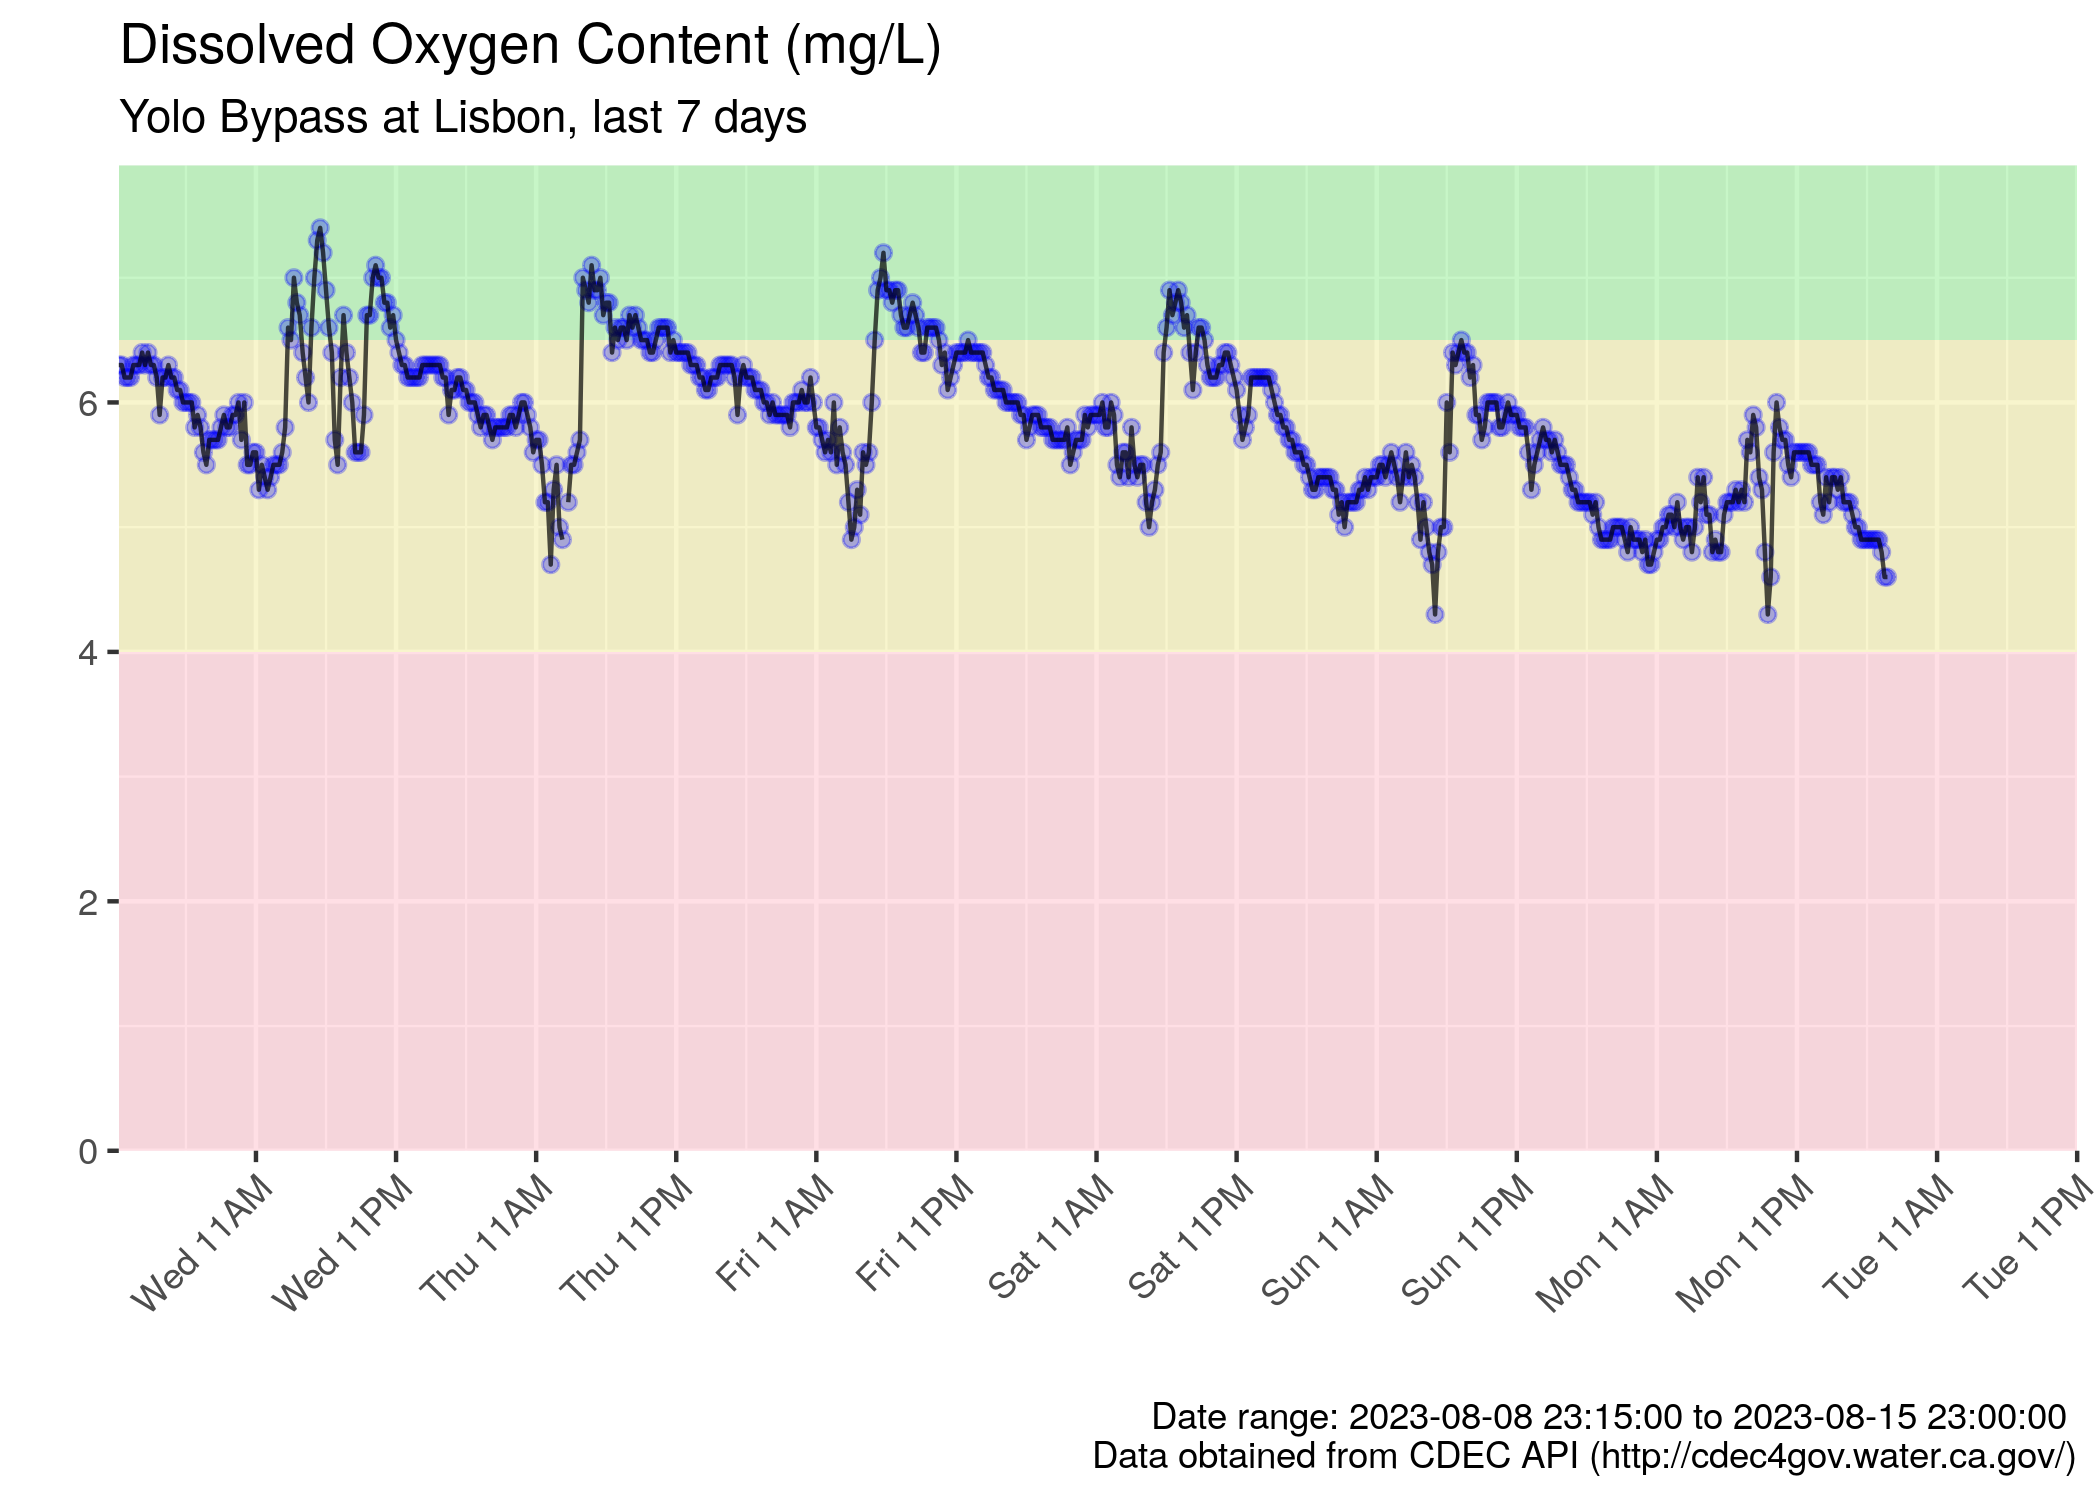 Dissolved Oxygen Content (mg/L)
Yolo Bypass at Lisbon, last 7 days
6
4
2
0
Wed 11AM
Wed 11PM
Thu 11AM
Thu 11PM
Fri 11AM
Fri 11PM
Sat 11AM
Sat 11PM
Sun 11AM
Sun 11PM
Mon 11AM
Mon 11PM
Tue 11AM
Tue 11PM
Date range: 2023-08-08 23:15:00 to 2023-08-15 23:00:00
Data obtained from CDEC API (http://cdec4gov.water.ca.gov/)